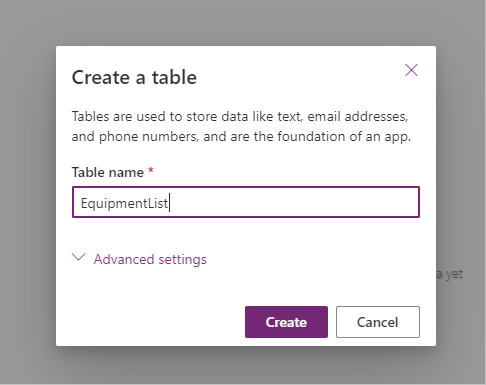 Create a table
Tables are used to store data like text, email addresses,
and phone numbers, and are the foundation of an app.
Table name *
EquipmentList
Advanced settings
a yet
Create
Cancel